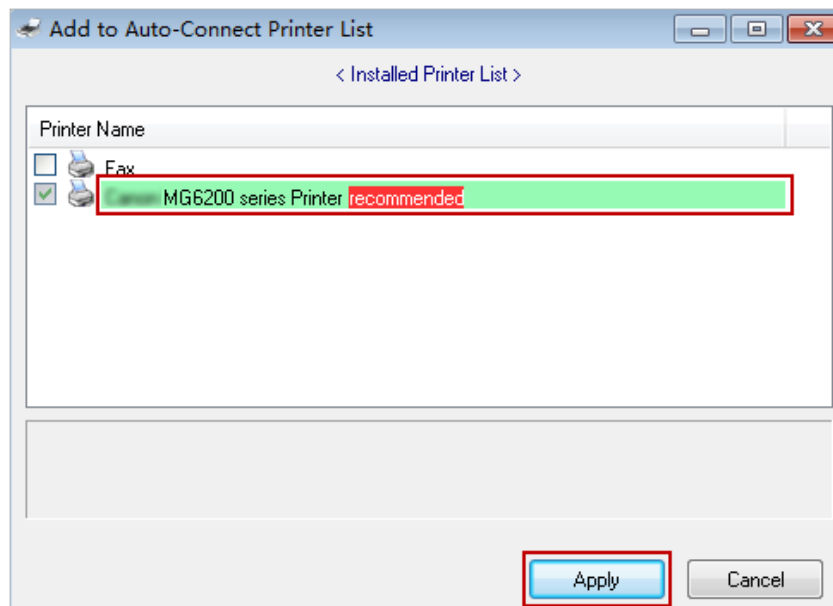 Add to Auto-Connect Printer List
< Installed Printer List >
Printer Name
Fax
MG6200 series Printer recommended
Apply
Cancel